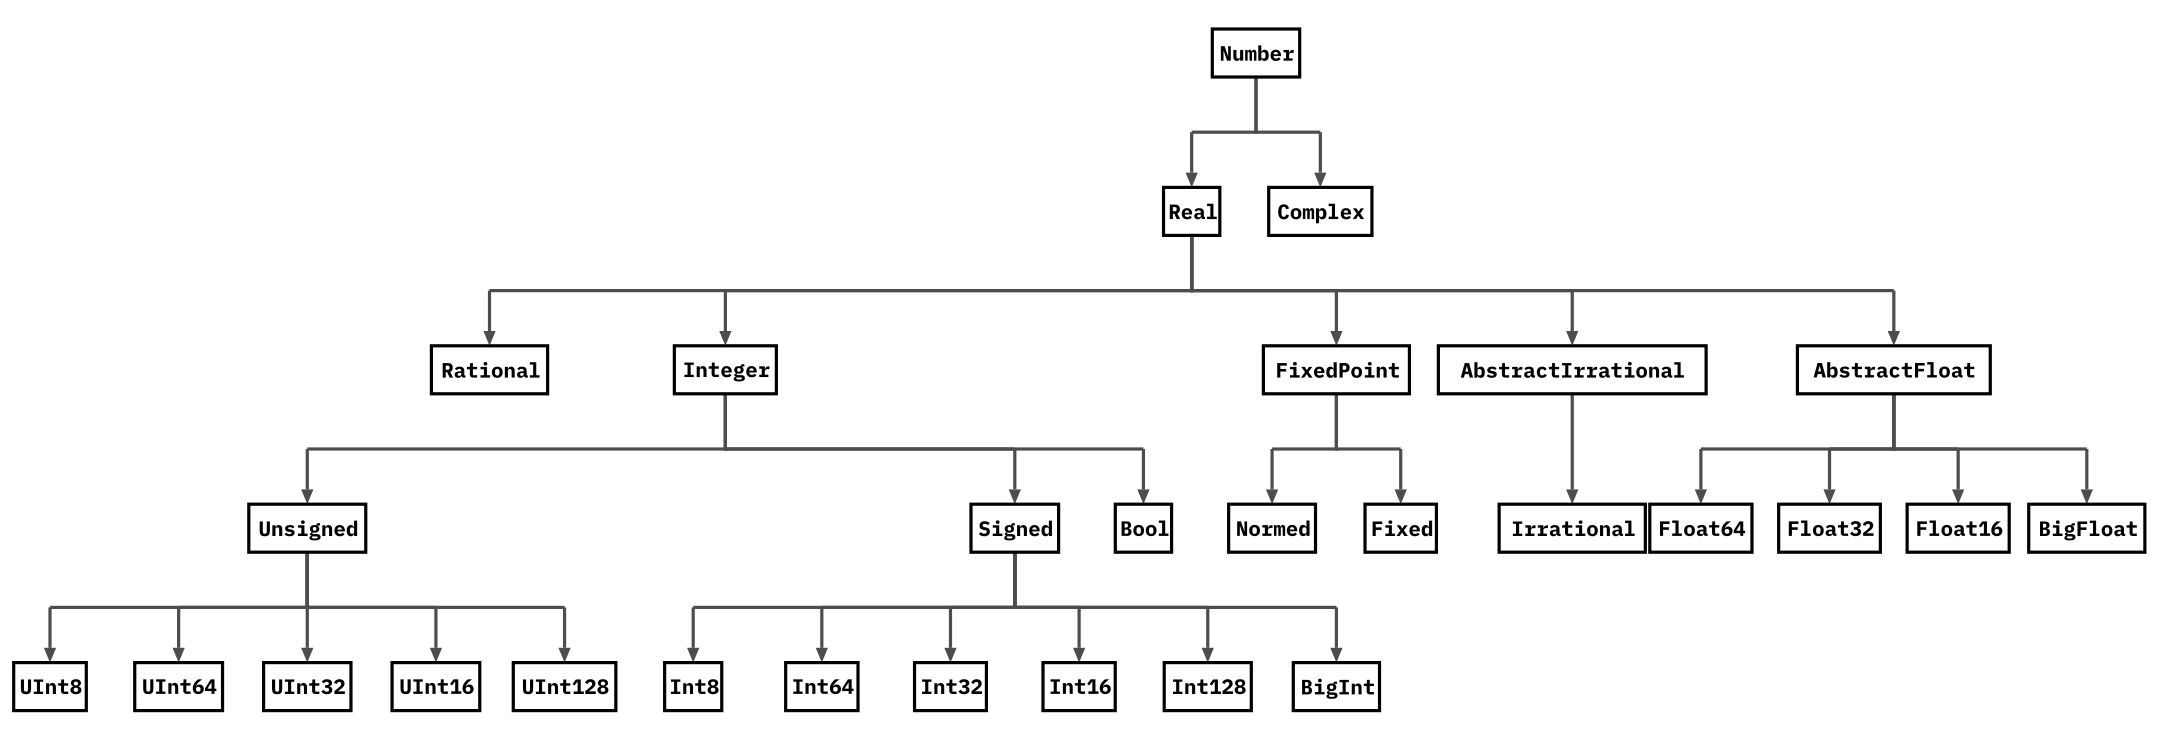 Number
Real Complex
Rational Integer FixedPoint AbstractIrrational AbstractFloat
Unsigned Signed Bool Normed Fixed Irrational Float64 Float32 Float16 BigFloat
UInt8 UInt64 UInt32 UInt16 UInt128 Int8 Int64 Int32 Int16 Int128 BigInt